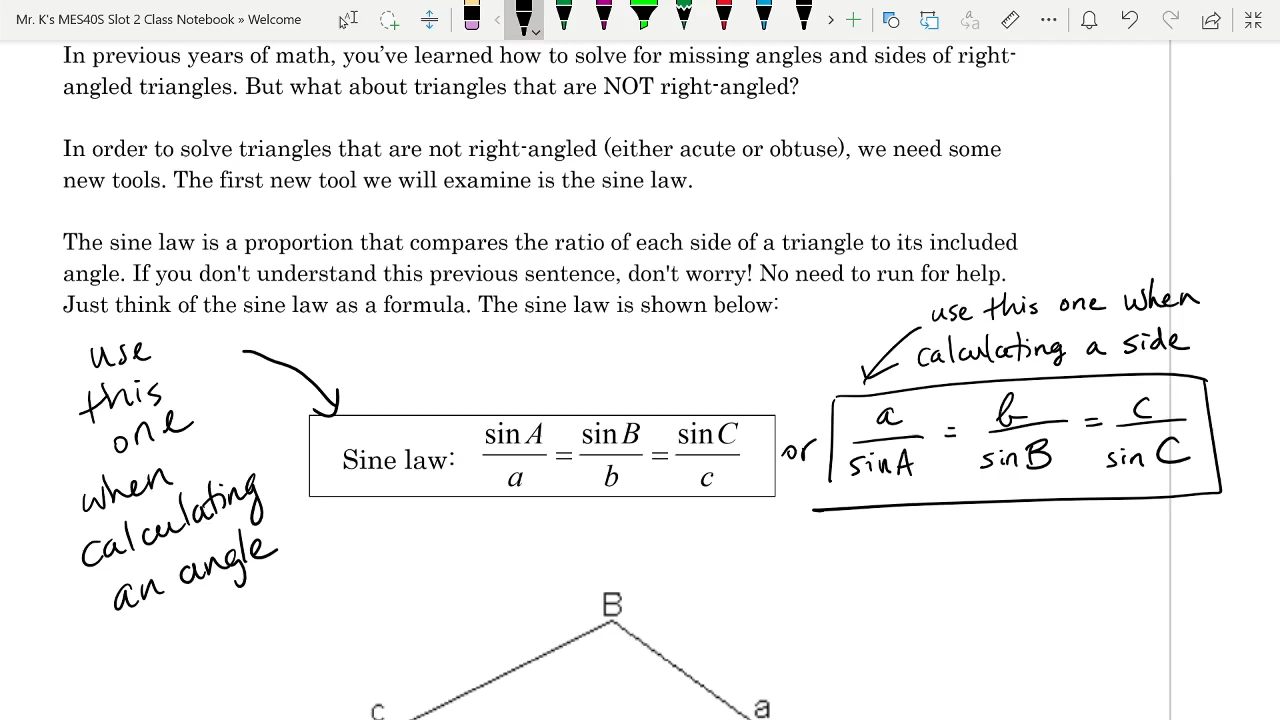 Mr. K's MES40S Slot 2 Class Notebook » Welcome
In previous years of math, you've learned how to solve for missing angles and sides of right-
angled triangles. But what about triangles that are NOT right-angled?
In order to solve triangles that are not right-angled (either acute or obtuse), we need some
new tools. The first new tool we will examine is the sine law.
The sine law is a proportion that compares the ratio of each side of a triangle to its included
angle. If you don't understand this previous sentence, don't worry! No need to run for help.
Just think of the sine law as a formula. The sine law is shown below:
use this one when
calculating a side
use
this
one
when
calculating
an angle
Sine law: sin A / a = sin B / b = sin C / c
or
a / sin A = b / sin B = c / sin C
B
c
a